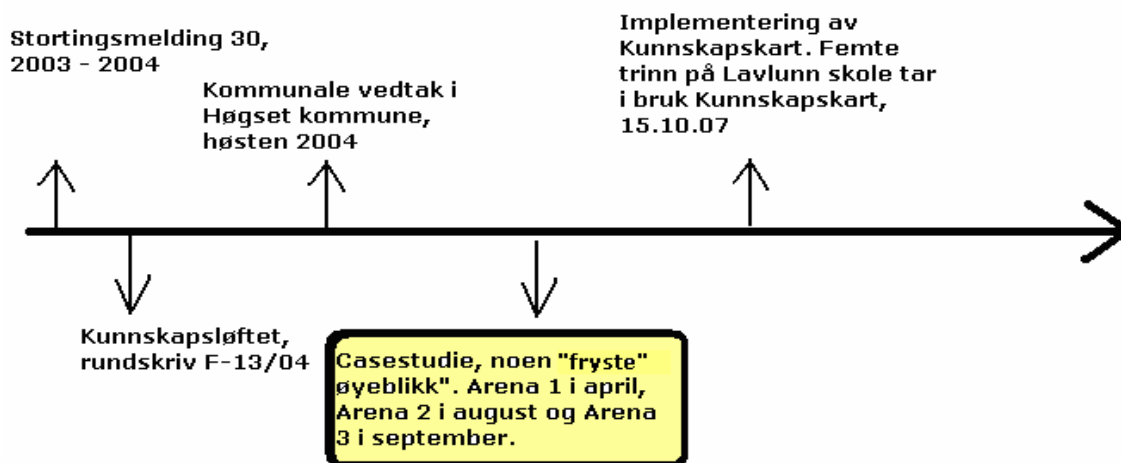 Stortingsmelding 30,
2003 - 2004
Kommunale vedtak i
Høgset kommune,
høsten 2004
Implementering av
Kunnskapskart. Femte
trinn på Lavlunn skole tar
i bruk Kunnskapskart,
15.10.07
Kunnskapsløftet,
rundskriv F-13/04
Casestudie, noen "fryste"
øyeblikk". Arena 1 i april,
Arena 2 i august og Arena
3 i september.